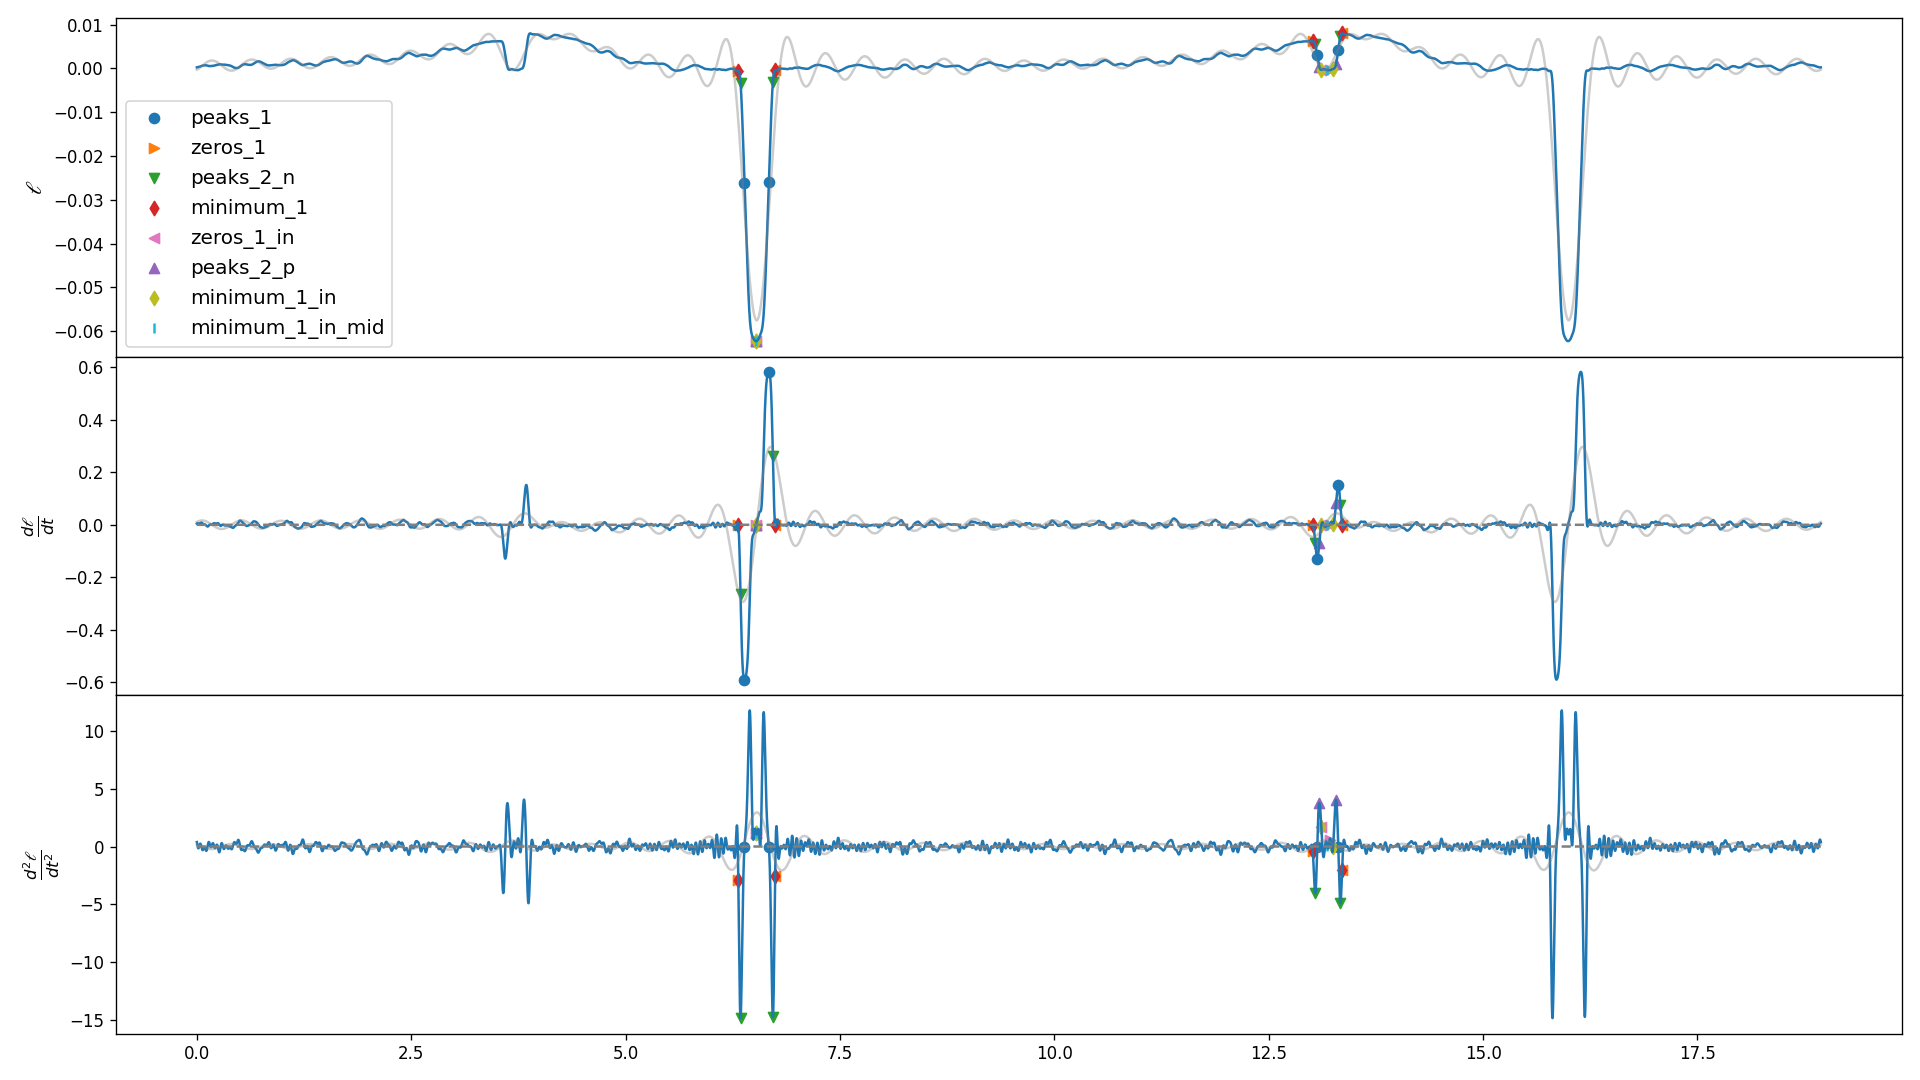 0.01
0.00
−0.01
−0.02
−0.03
−0.04
−0.05
−0.06
ℓ
peaks_1
zeros_1
peaks_2_n
minimum_1
zeros_1_in
peaks_2_p
minimum_1_in
minimum_1_in_mid
0.6
0.4
0.2
0.0
−0.2
−0.4
−0.6
dℓ
dt
10
5
0
−5
−10
−15
d²ℓ
dt²
0.0 2.5 5.0 7.5 10.0 12.5 15.0 17.5